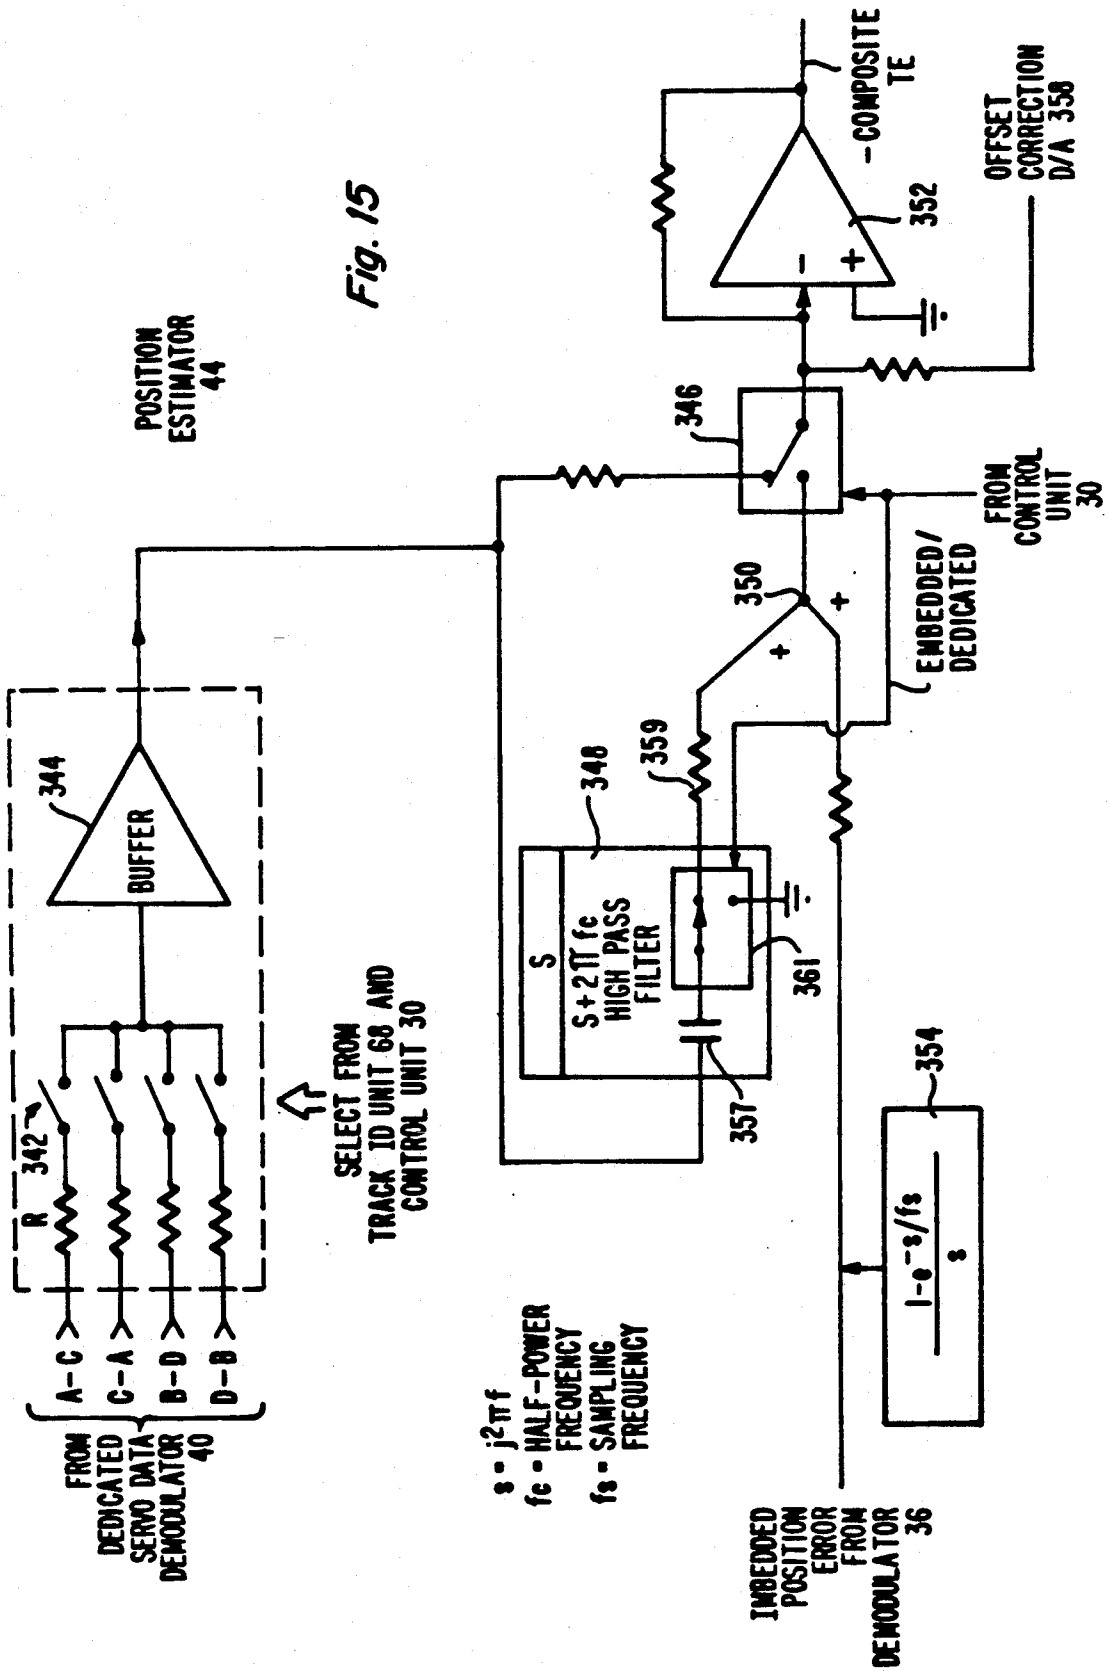 Fig. 15
POSITION
ESTIMATOR
44
FROM
DEDICATED
SERVO DATA
DEMODULATOR
40
A-C
C-A
B-D
D-B
R
342
BUFFER
344
SELECT FROM
TRACK ID UNIT 68 AND
CONTROL UNIT 30
s = j2πf
fc = HALF-POWER
FREQUENCY
fs = SAMPLING
FREQUENCY
S
S+2πfc
HIGH PASS
FILTER
348
357
361
359
350
+
+
346
EMBEDDED/
DEDICATED
FROM
CONTROL
UNIT
30
-
+
352
-COMPOSITE
TE
OFFSET
CORRECTION
D/A 358
IMBEDDED
POSITION
ERROR
FROM
DEMODULATOR
36
1-e-s/fs
s
354